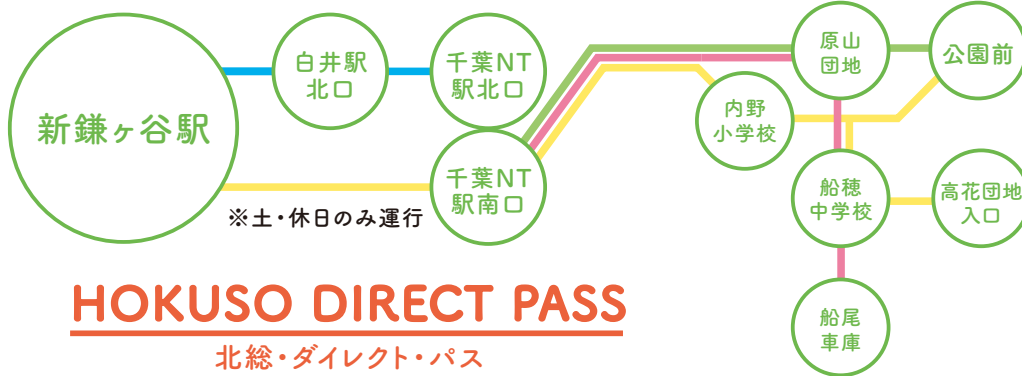 新鎌ヶ谷駅
白井駅
北口
千葉NT
駅北口
千葉NT
駅南口
※土・休日のみ運行
原山
団地
公園前
内野
小学校
船穂
中学校
高花団地
入口
船尾
車庫
HOKUSO DIRECT PASS
北総・ダイレクト・パス